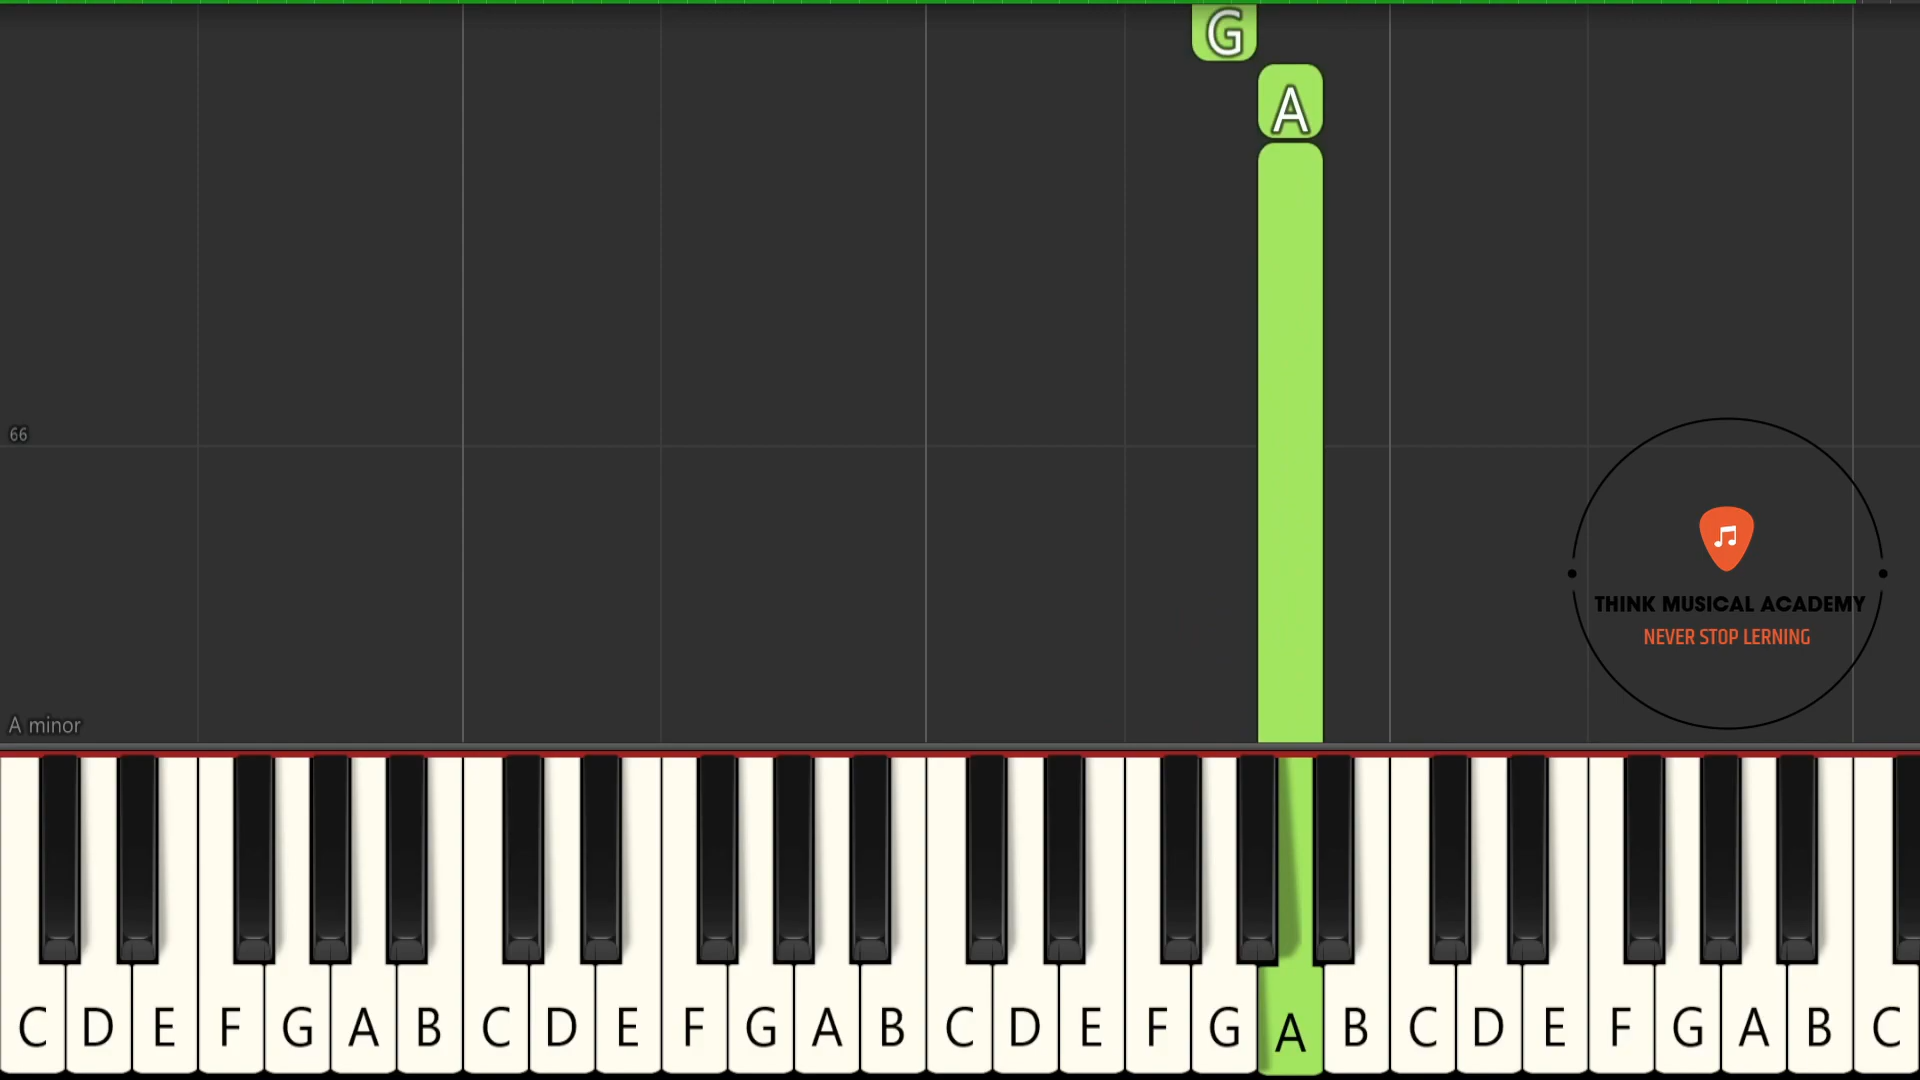 G
A
66
THINK MUSICAL ACADEMY
NEVER STOP LERNING
A minor
C D E F G A B C D E F G A B C D E F G A B C D E F G A B C